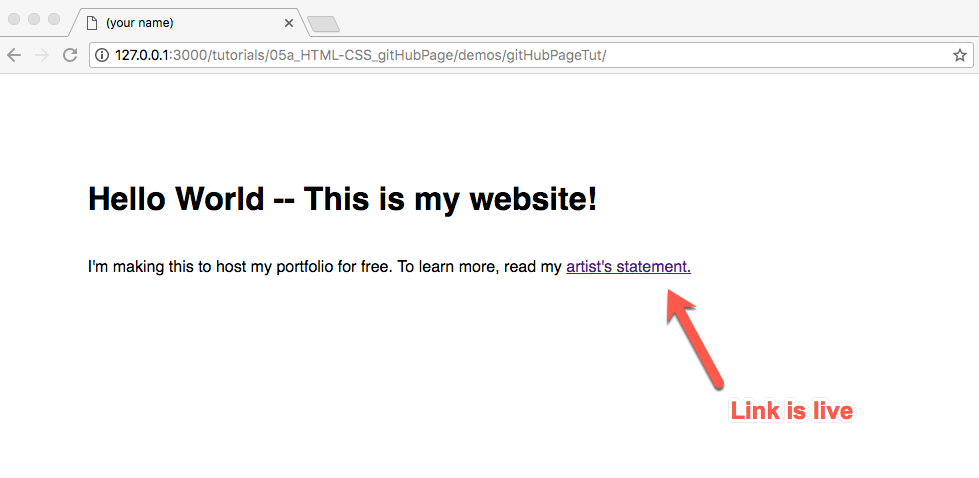 (your name)
127.0.0.1:3000/tutorials/05a_HTML-CSS_gitHubPage/demos/gitHubPageTut/
Hello World -- This is my website!
I'm making this to host my portfolio for free. To learn more, read my artist's statement.
Link is live